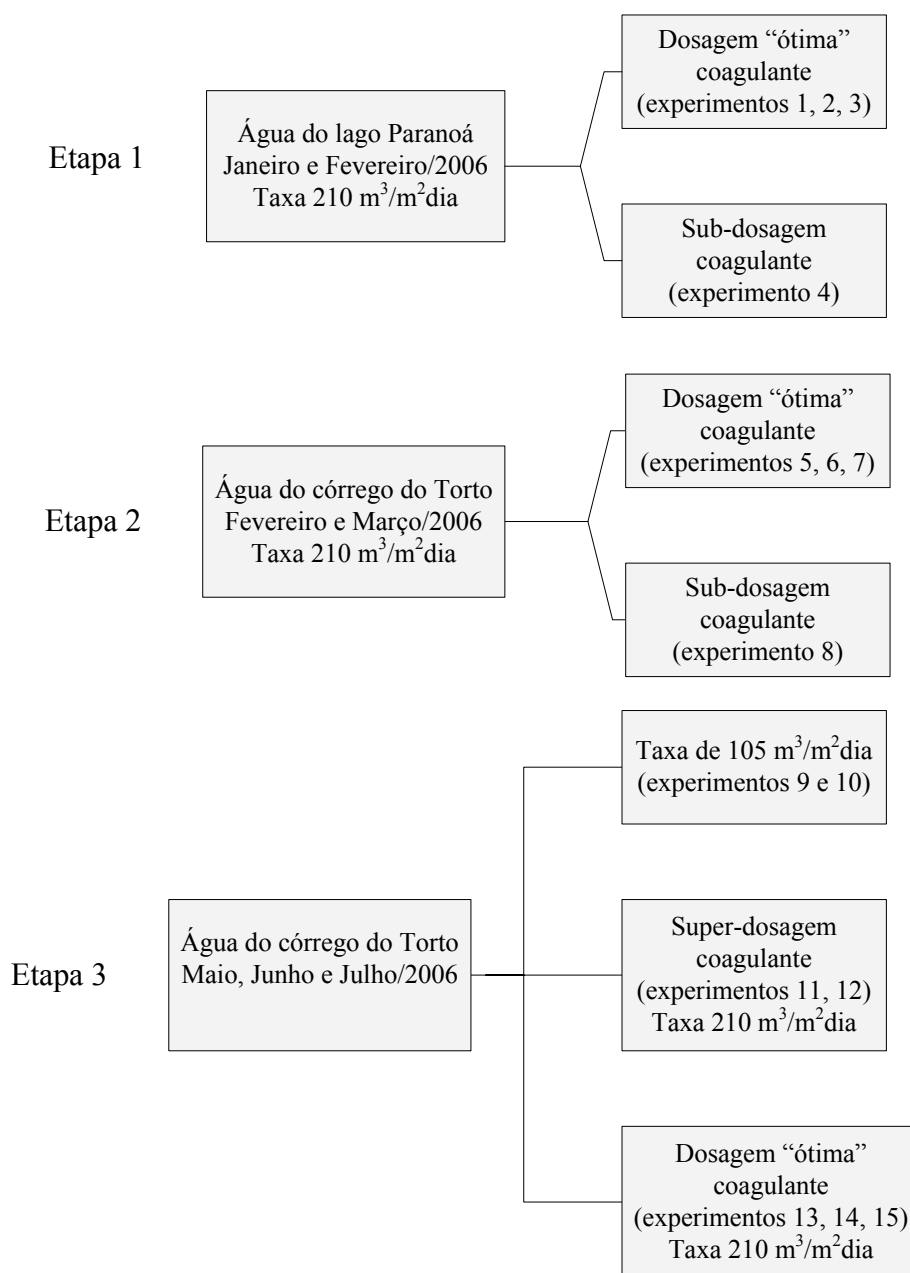 Etapa 1
Água do lago Paranoá
Janeiro e Fevereiro/2006
Taxa 210 m³/m²dia
Dosagem “ótima”
coagulante
(experimentos 1, 2, 3)
Sub-dosagem
coagulante
(experimento 4)
Etapa 2
Água do córrego do Torto
Fevereiro e Março/2006
Taxa 210 m³/m²dia
Dosagem “ótima”
coagulante
(experimentos 5, 6, 7)
Sub-dosagem
coagulante
(experimento 8)
Etapa 3
Água do córrego do Torto
Maio, Junho e Julho/2006
Taxa de 105 m³/m²dia
(experimentos 9 e 10)
Super-dosagem
coagulante
(experimentos 11, 12)
Taxa 210 m³/m²dia
Dosagem “ótima”
coagulante
(experimentos 13, 14, 15)
Taxa 210 m³/m²dia